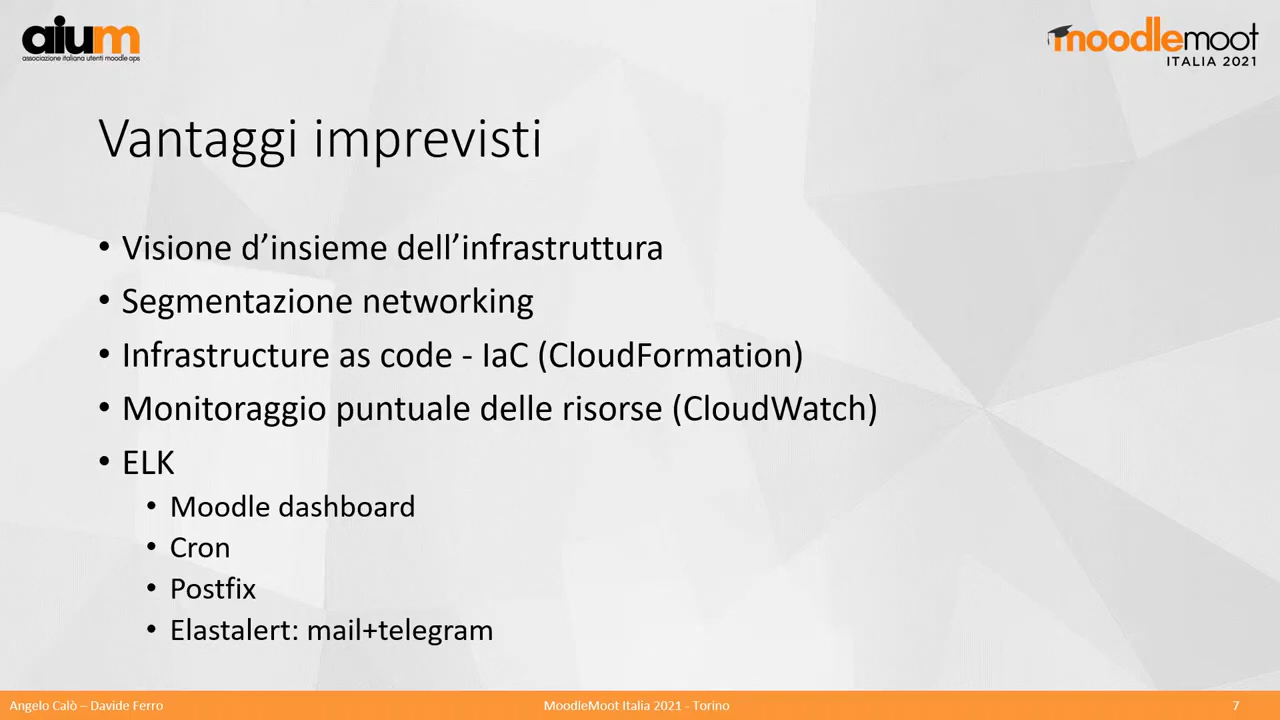 aium
associazione italiana utenti moodle aps
moodlemoot
ITALIA 2021
Vantaggi imprevisti
• Visione d’insieme dell’infrastruttura
• Segmentazione networking
• Infrastructure as code - IaC (CloudFormation)
• Monitoraggio puntuale delle risorse (CloudWatch)
• ELK
• Moodle dashboard
• Cron
• Postfix
• Elastalert: mail+telegram
Angelo Calò – Davide Ferro
MoodleMoot Italia 2021 - Torino
7